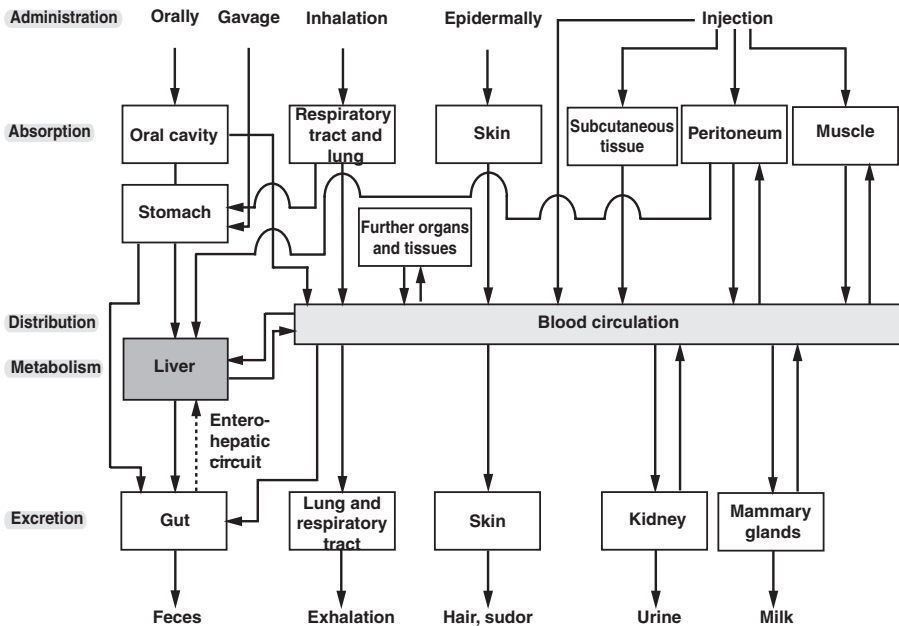 Administration Orally Gavage Inhalation Epidermally Injection
Absorption
Oral cavity
Respiratory
tract and
lung
Skin
Subcutaneous
tissue
Peritoneum
Muscle
Stomach
Further organs
and tissues
Distribution
Blood circulation
Metabolism
Liver
Entero-
hepatic
circuit
Excretion
Gut
Lung and
respiratory
tract
Skin
Kidney
Mammary
glands
Feces Exhalation Hair, sudor Urine Milk